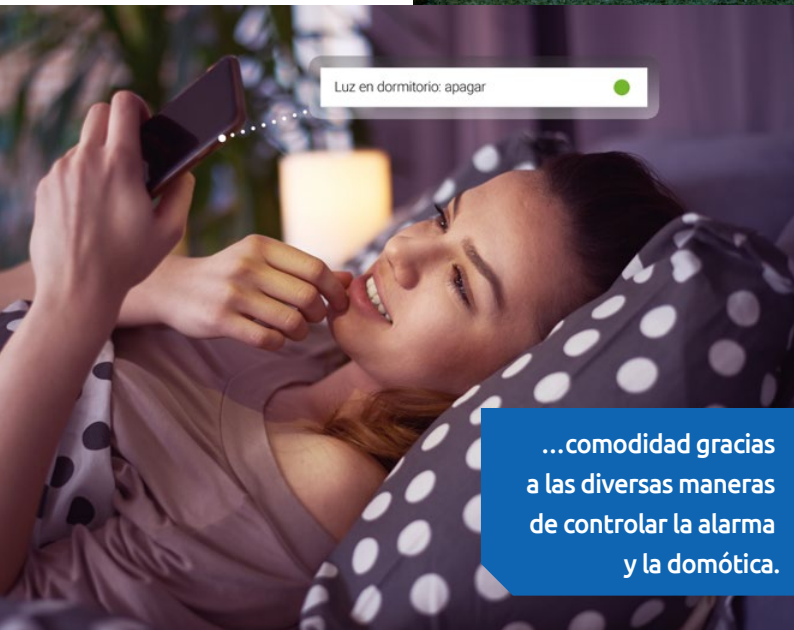 Luz en dormitorio: apagar
...comodidad gracias
a las diversas maneras
de controlar la alarma
y la domótica.